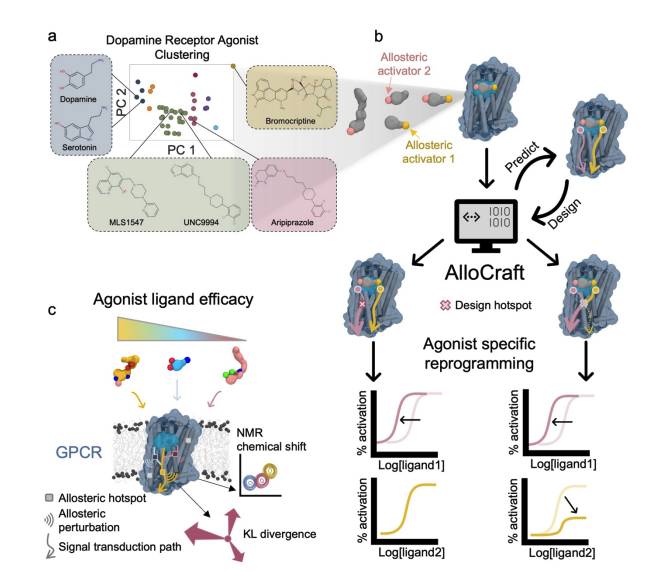 a
Dopamine Receptor Agonist
Clustering
Dopamine
Serotonin
PC 2
PC 1
Bromocriptine
MLS1547
UNC9994
Aripiprazole
b
Allosteric
activator 2
Allosteric
activator 1
Predict
Design
1010
1010
AlloCraft
Design hotspot
Agonist specific
reprogramming
% activation
Log[ligand1]
% activation
Log[ligand1]
% activation
Log[ligand2]
% activation
Log[ligand2]
c
Agonist ligand efficacy
GPCR
NMR
chemical shift
Allosteric hotspot
Allosteric
perturbation
Signal transduction path
KL divergence